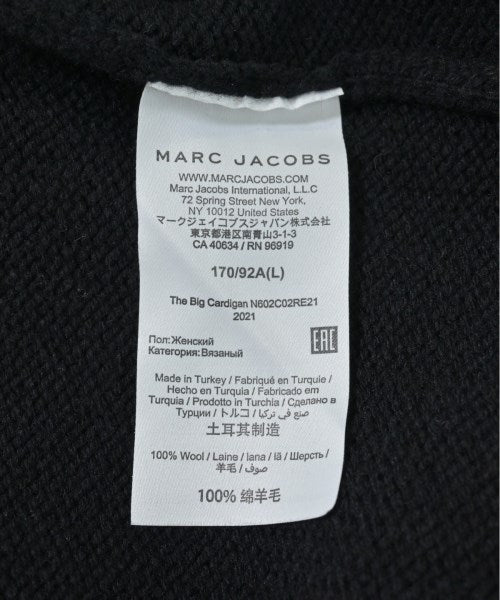 MARC JACOBS
WWW.MARCJACOBS.COM
Marc Jacobs International, L.L.C
72 Spring Street New York,
NY 10012 United States
マークジェイコブスジャパン株式会社
東京都港区南青山3-1-3
CA 40634 / RN 96919
170/92A(L)
The Big Cardigan N602C02RE21
2021
Пол:Женский
Категория:Вязаный
EAC
Made in Turkey / Fabriqué en Turquie /
Hecho en Turquia / Fabricado em
Turquia / Prodotto in Turchia / Сделано в
Турции / トルコ / صنع في تركيا /
土耳其制造
100% Wool / Laine / lana / lã / Шерсть /
羊毛 / صوف /
100% 绵羊毛